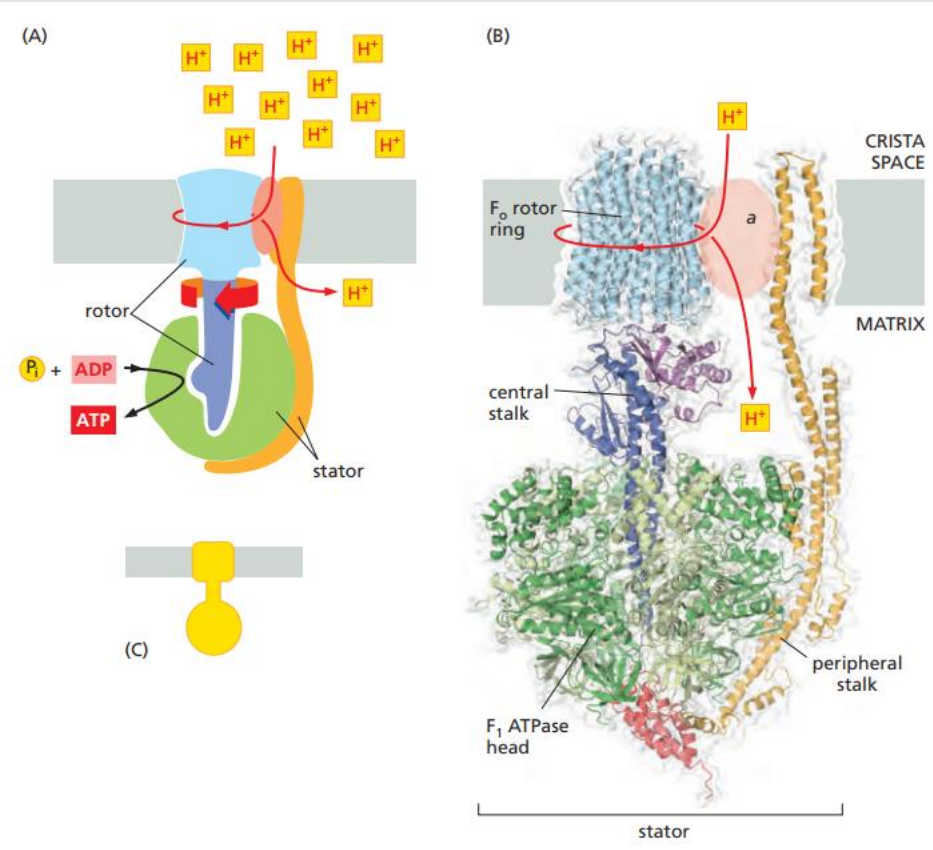 (A)
H+
H+
H+
H+
H+
H+
H+
H+
H+
H+
H+
H+
rotor
Pi + ADP
ATP
stator
(C)
(B)
H+
CRISTA
SPACE
Fo rotor
ring
a
MATRIX
central
stalk
H+
peripheral
stalk
F1 ATPase
head
stator